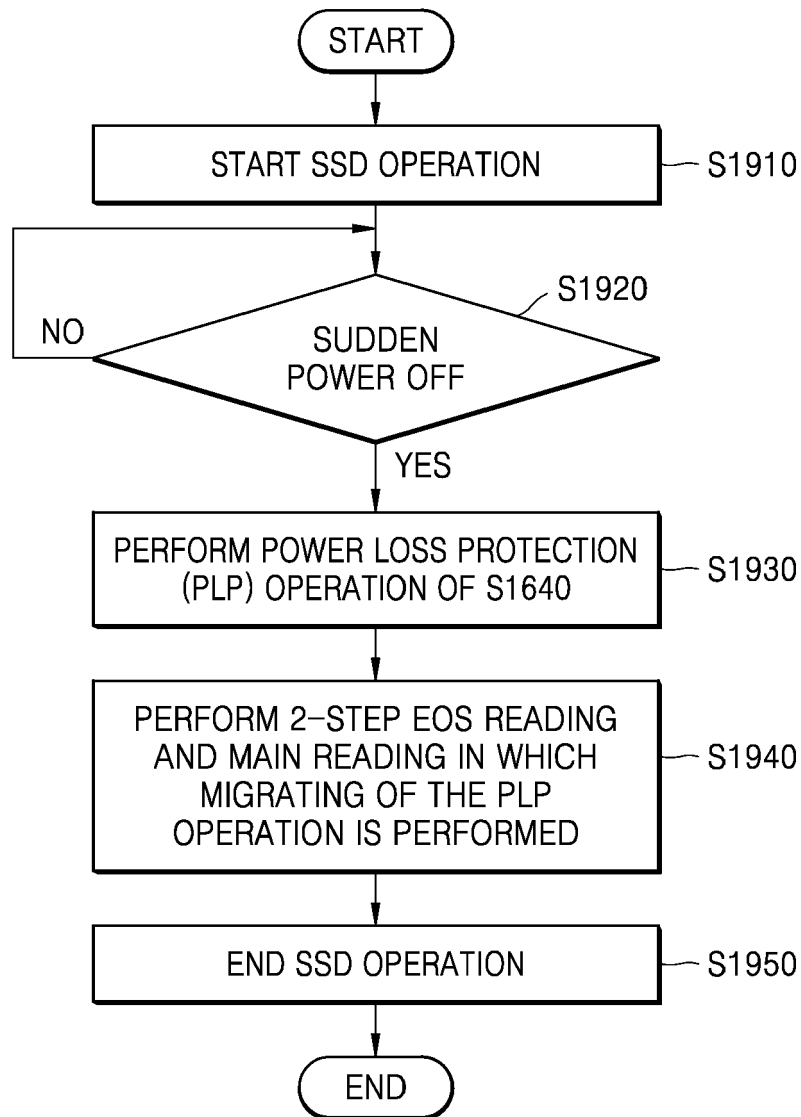 START
START SSD OPERATION
S1910
S1920
NO
SUDDEN
POWER OFF
YES
PERFORM POWER LOSS PROTECTION
(PLP) OPERATION OF S1640
S1930
PERFORM 2-STEP EOS READING
AND MAIN READING IN WHICH
MIGRATING OF THE PLP
OPERATION IS PERFORMED
S1940
END SSD OPERATION
S1950
END